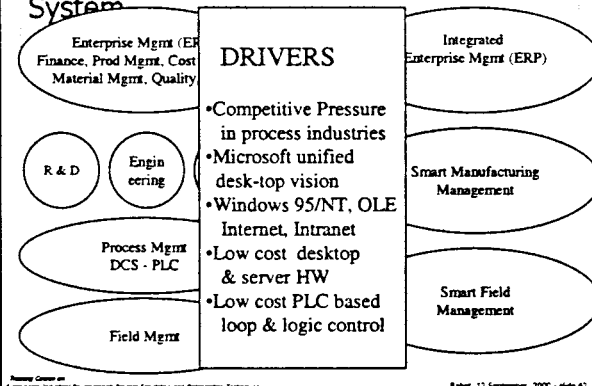 System
Enterprise Mgmt (ER
Finance, Prod Mgmt, Cost
Material Mgmt, Quality,
R & D
Engin
eering
Process Mgmt
DCS - PLC
Field Mgmt
DRIVERS
•Competitive Pressure
in process industries
•Microsoft unified
desk-top vision
•Windows 95/NT, OLE
Internet, Intranet
•Low cost desktop
& server HW
•Low cost PLC based
loop & logic control
Integrated
Enterprise Mgmt (ERP)
Smart Manufacturing
Management
Smart Field
Management